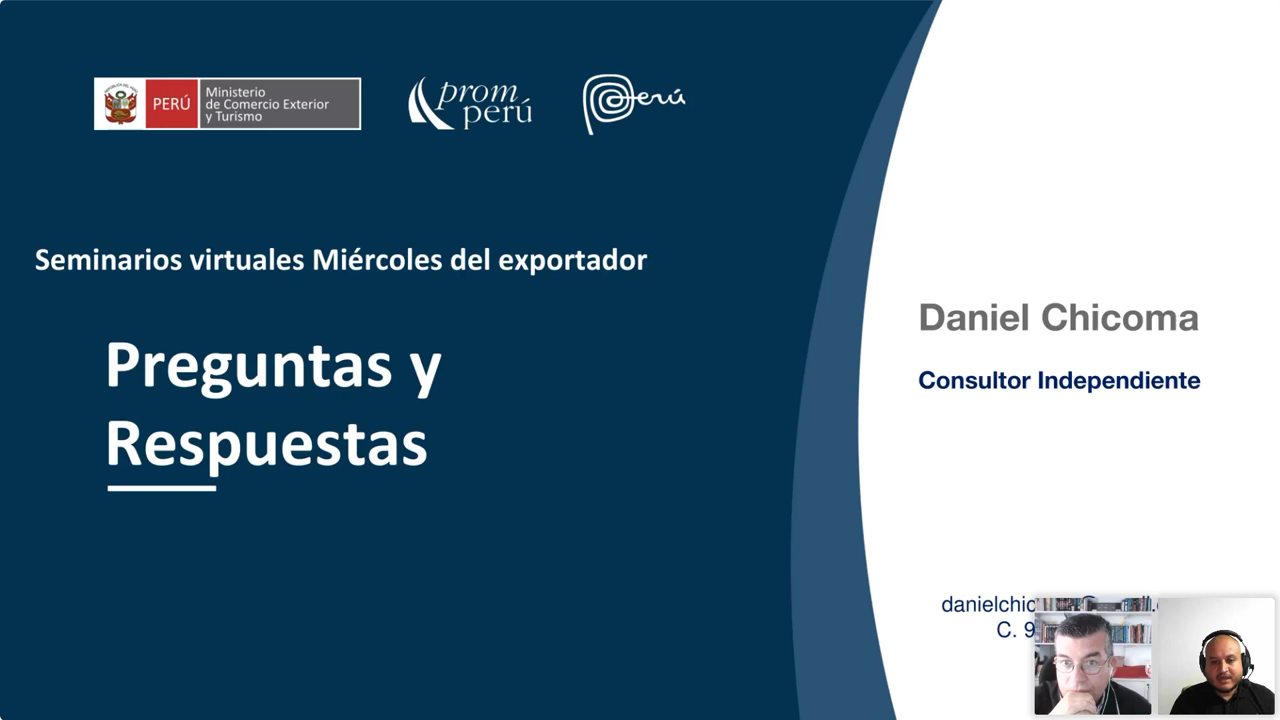 PERÚ
Ministerio
de Comercio Exterior
y Turismo
prom
perú
Perú
Seminarios virtuales Miércoles del exportador
Preguntas y
Respuestas
Daniel Chicoma
Consultor Independiente
C. 9